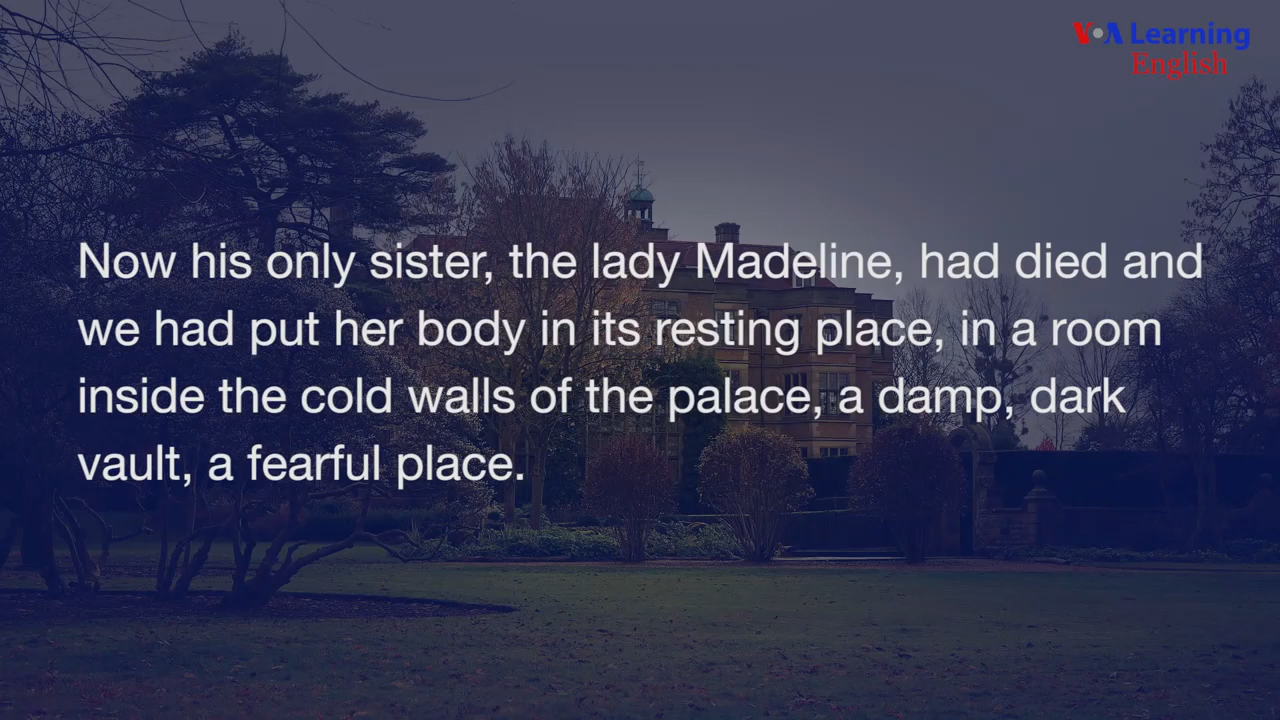 VOA Learning
English
Now his only sister, the lady Madeline, had died and
we had put her body in its resting place, in a room
inside the cold walls of the palace, a damp, dark
vault, a fearful place.